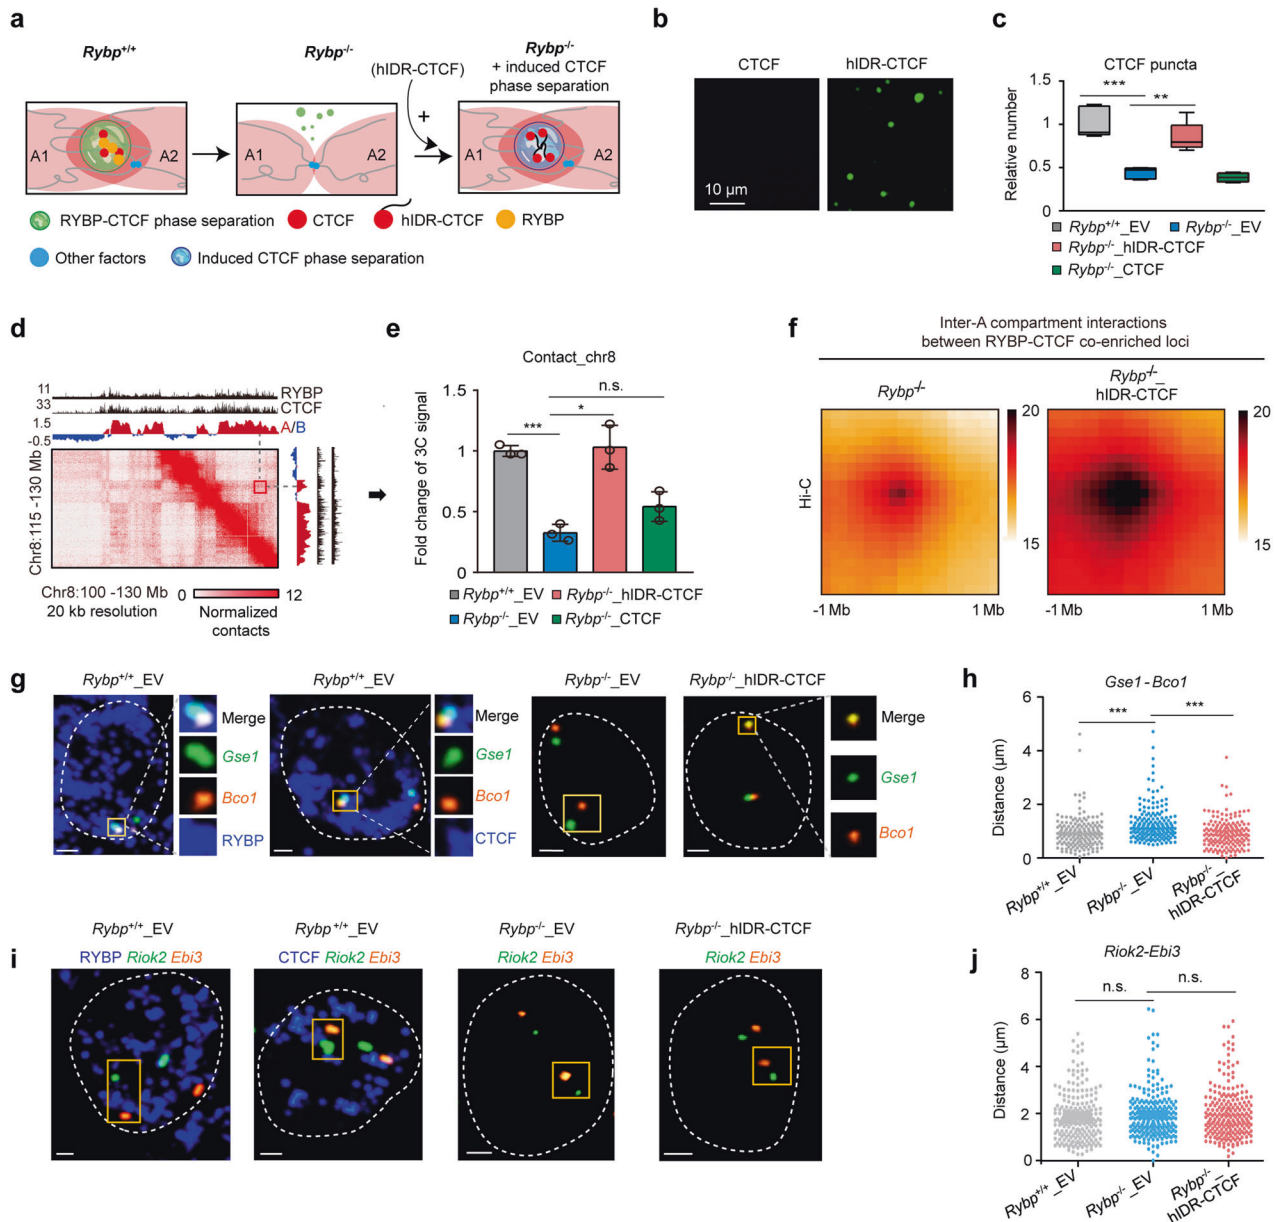 a
Rybp+/+
Rybp-/-
(hIDR-CTCF)
Rybp-/-
+ induced CTCF
phase separation
+
A1 A2
A1 A2
A1 A2
RYBP-CTCF phase separation CTCF hIDR-CTCF RYBP
Other factors Induced CTCF phase separation
b
CTCF hIDR-CTCF
10 μm
c
CTCF puncta
Relative number
1.5
1
0.5
0
*** **
Rybp+/+_EV Rybp-/-_EV
Rybp-/-_hIDR-CTCF
Rybp-/-_CTCF
d
11 RYBP
33 CTCF
1.5 A/B
-0.5
Chr8:115 -130 Mb
Chr8:100 -130 Mb
20 kb resolution
0 12
Normalized
contacts
e
Contact_chr8
Fold change of 3C signal
1.5
1
0.5
0
n.s.
*
***
Rybp+/+_EV Rybp-/-_hIDR-CTCF
Rybp-/-_EV Rybp-/-_CTCF
f
Inter-A compartment interactions
between RYBP-CTCF co-enriched loci
Rybp-/-
Rybp-/-_
hIDR-CTCF
Hi-C
20
15
20
15
-1 Mb 1 Mb
-1 Mb 1 Mb
g
Rybp+/+_EV Rybp+/+_EV Rybp-/-_EV Rybp-/-_hIDR-CTCF
Merge
Gse1
Bco1
RYBP
Merge
Gse1
Bco1
CTCF
Merge
Gse1
Bco1
h
Gse1-Bco1
Distance (μm)
6
4
2
0
*** ***
Rybp+/+_EV
Rybp-/-_EV
Rybp-/-_
hIDR-CTCF
i
Rybp+/+_EV Rybp+/+_EV Rybp-/-_EV Rybp-/-_hIDR-CTCF
RYBP Riok2 Ebi3
CTCF Riok2 Ebi3
Riok2 Ebi3
Riok2 Ebi3
j
Riok2-Ebi3
Distance (μm)
8
6
4
2
0
n.s. n.s.
Rybp+/+_EV
Rybp-/-_EV
Rybp-/-_
hIDR-CTCF